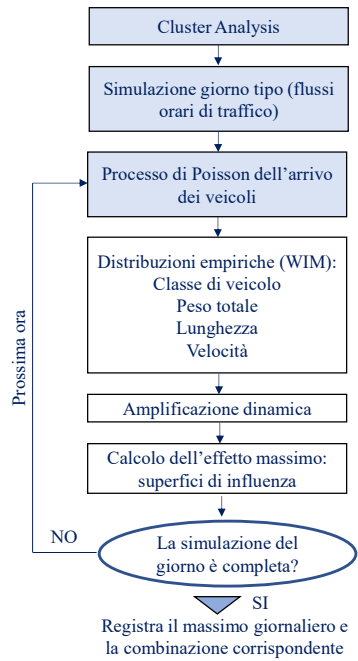 Cluster Analysis
Simulazione giorno tipo (flussi
orari di traffico)
Processo di Poisson dell’arrivo
dei veicoli
Distribuzioni empiriche (WIM):
Classe di veicolo
Peso totale
Lunghezza
Velocità
Prossima ora
Amplificazione dinamica
Calcolo dell’effetto massimo:
superfici di influenza
NO
La simulazione del
giorno è completa?
SI
Registra il massimo giornaliero e
la combinazione corrispondente